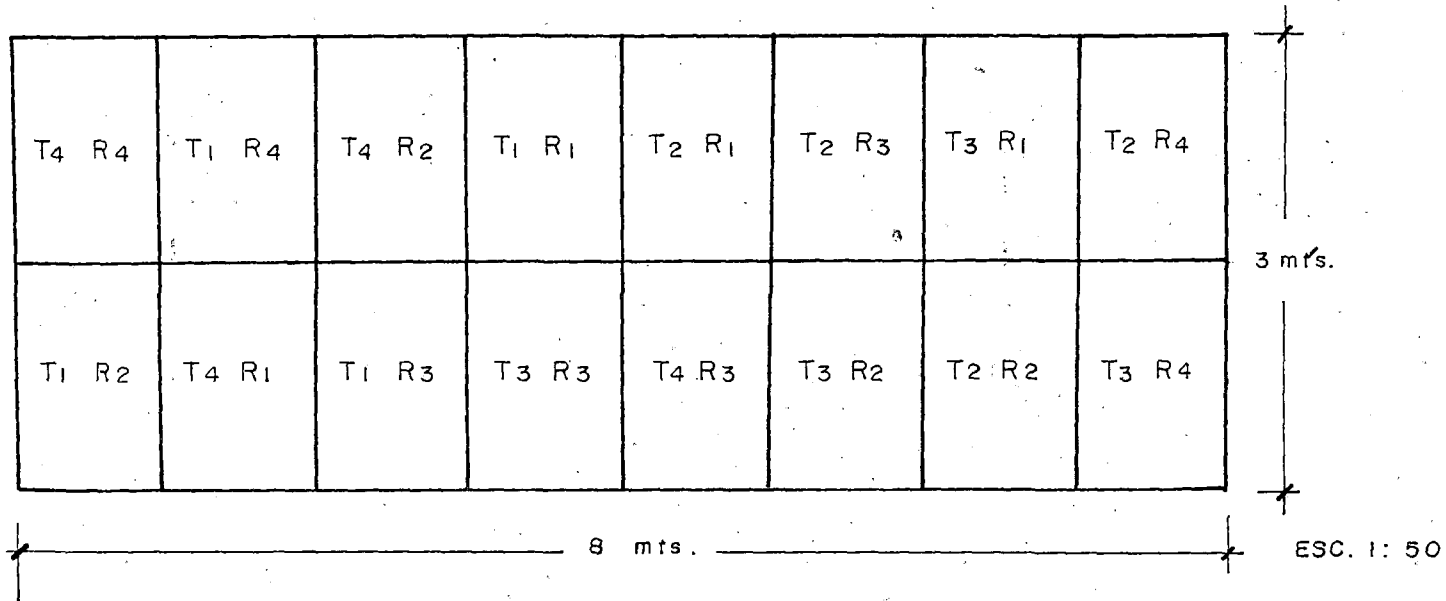 T4 R4 T1 R4 T4 R2 T1 R1 T2 R1 T2 R3 T3 R1 T2 R4
3 mts.
T1 R2 T4 R1 T1 R3 T3 R3 T4 R3 T3 R2 T2 R2 T3 R4
8 mts.
ESC. 1:50